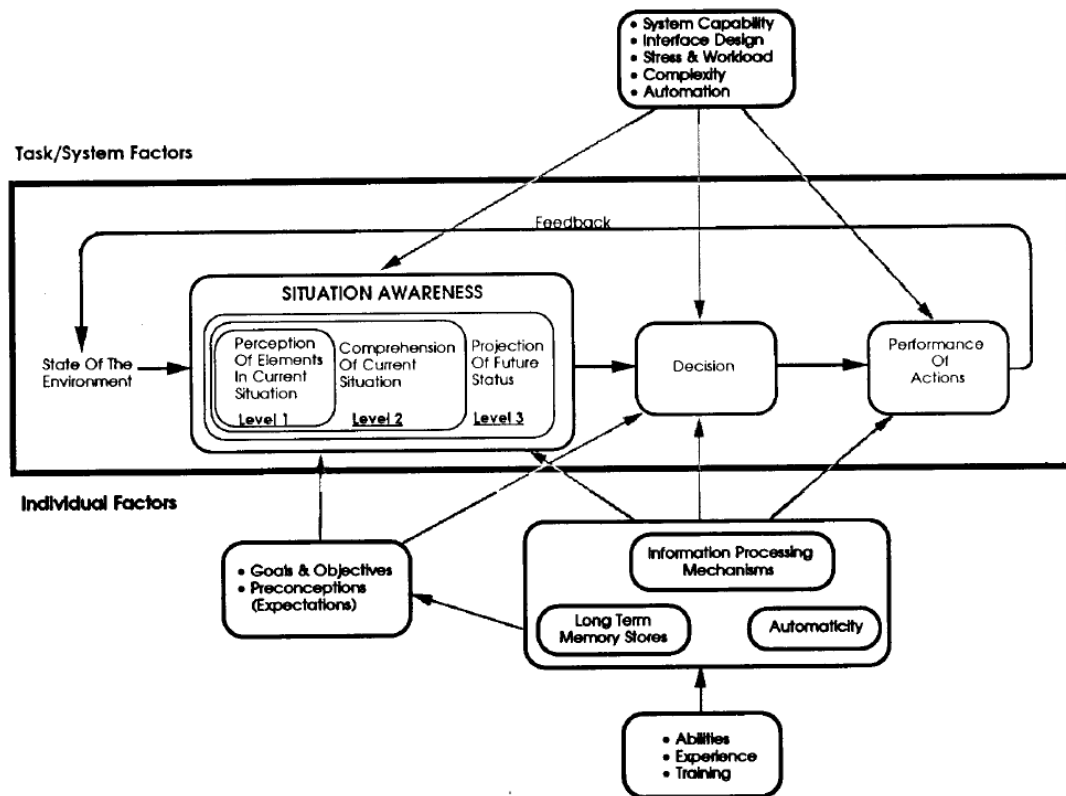 • System Capability
• Interface Design
• Stress & Workload
• Complexity
• Automation
Task/System Factors
Feedback
SITUATION AWARENESS
Perception
Of Elements
In Current
Situation
Level 1
Comprehension
Of Current
Situation
Level 2
Projection
Of Future
Status
Level 3
State Of The
Environment
Decision
Performance
Of
Actions
Individual Factors
• Goals & Objectives
• Preconceptions
(Expectations)
Information Processing
Mechanisms
Long Term
Memory Stores
Automaticity
• Abilities
• Experience
• Training